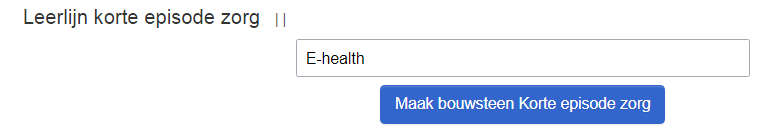 Leerlijn korte episode zorg | |
E-health
Maak bouwsteen Korte episode zorg